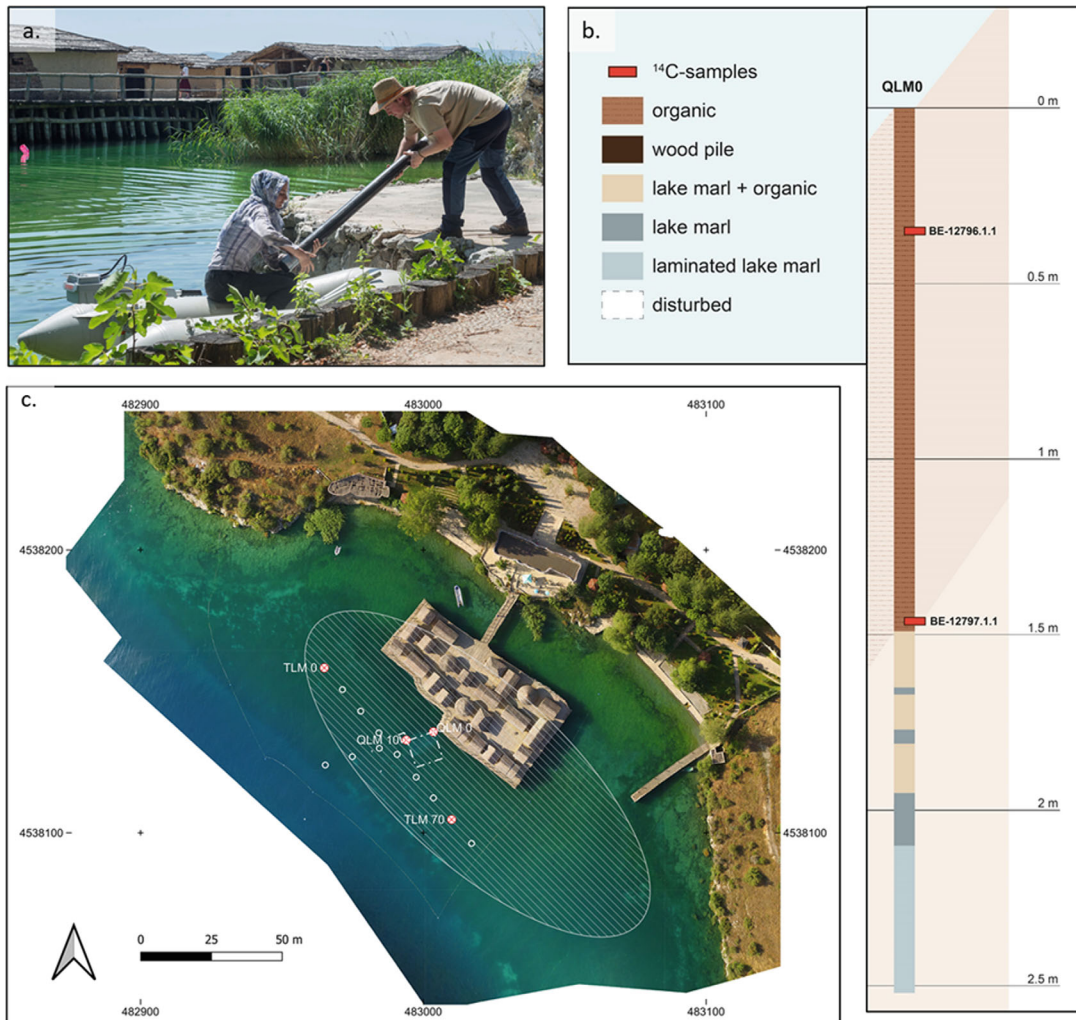 a.
b.
¹⁴C-samples
organic
wood pile
lake marl + organic
lake marl
laminated lake marl
disturbed
QLM0
0 m
BE-12796.1.1
0.5 m
1 m
BE-12797.1.1
1.5 m
2 m
2.5 m
c.
482900
483000
483100
4538200
4538200
TLM 0
QLM 0
QLM 10
TLM 70
4538100
4538100
0
25
50 m
482900
483000
483100